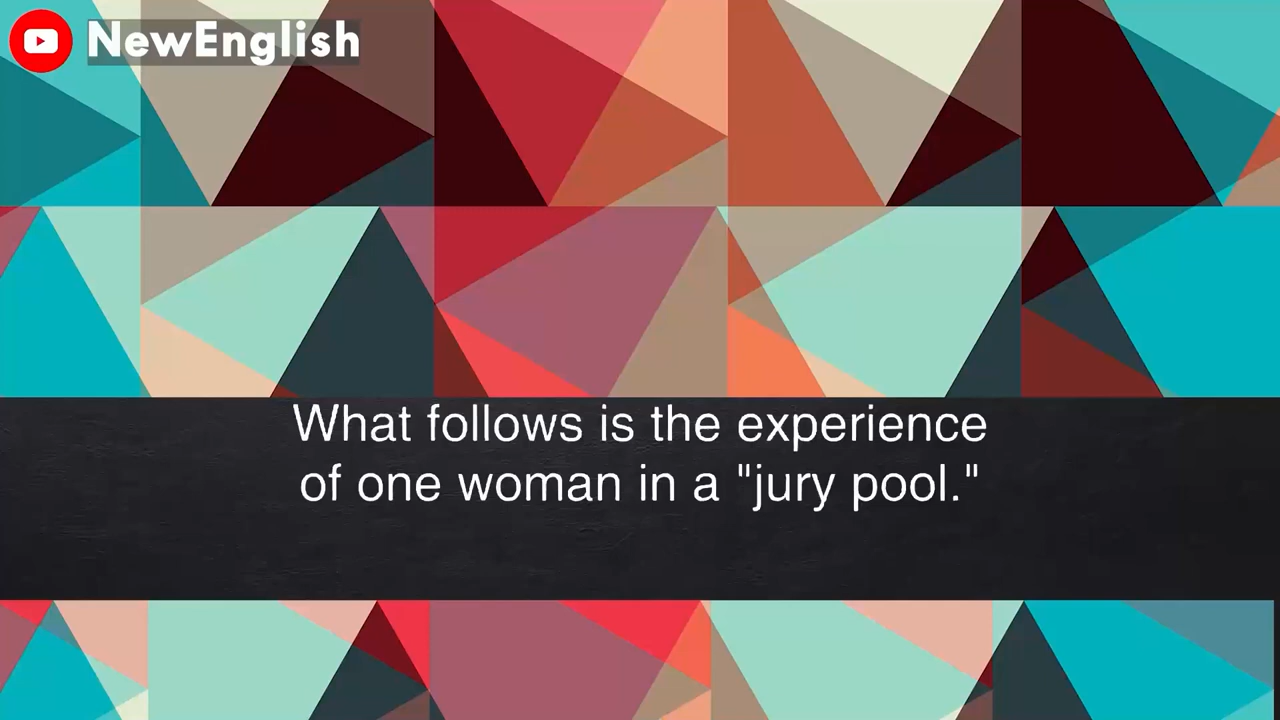 NewEnglish
What follows is the experience
of one woman in a "jury pool."